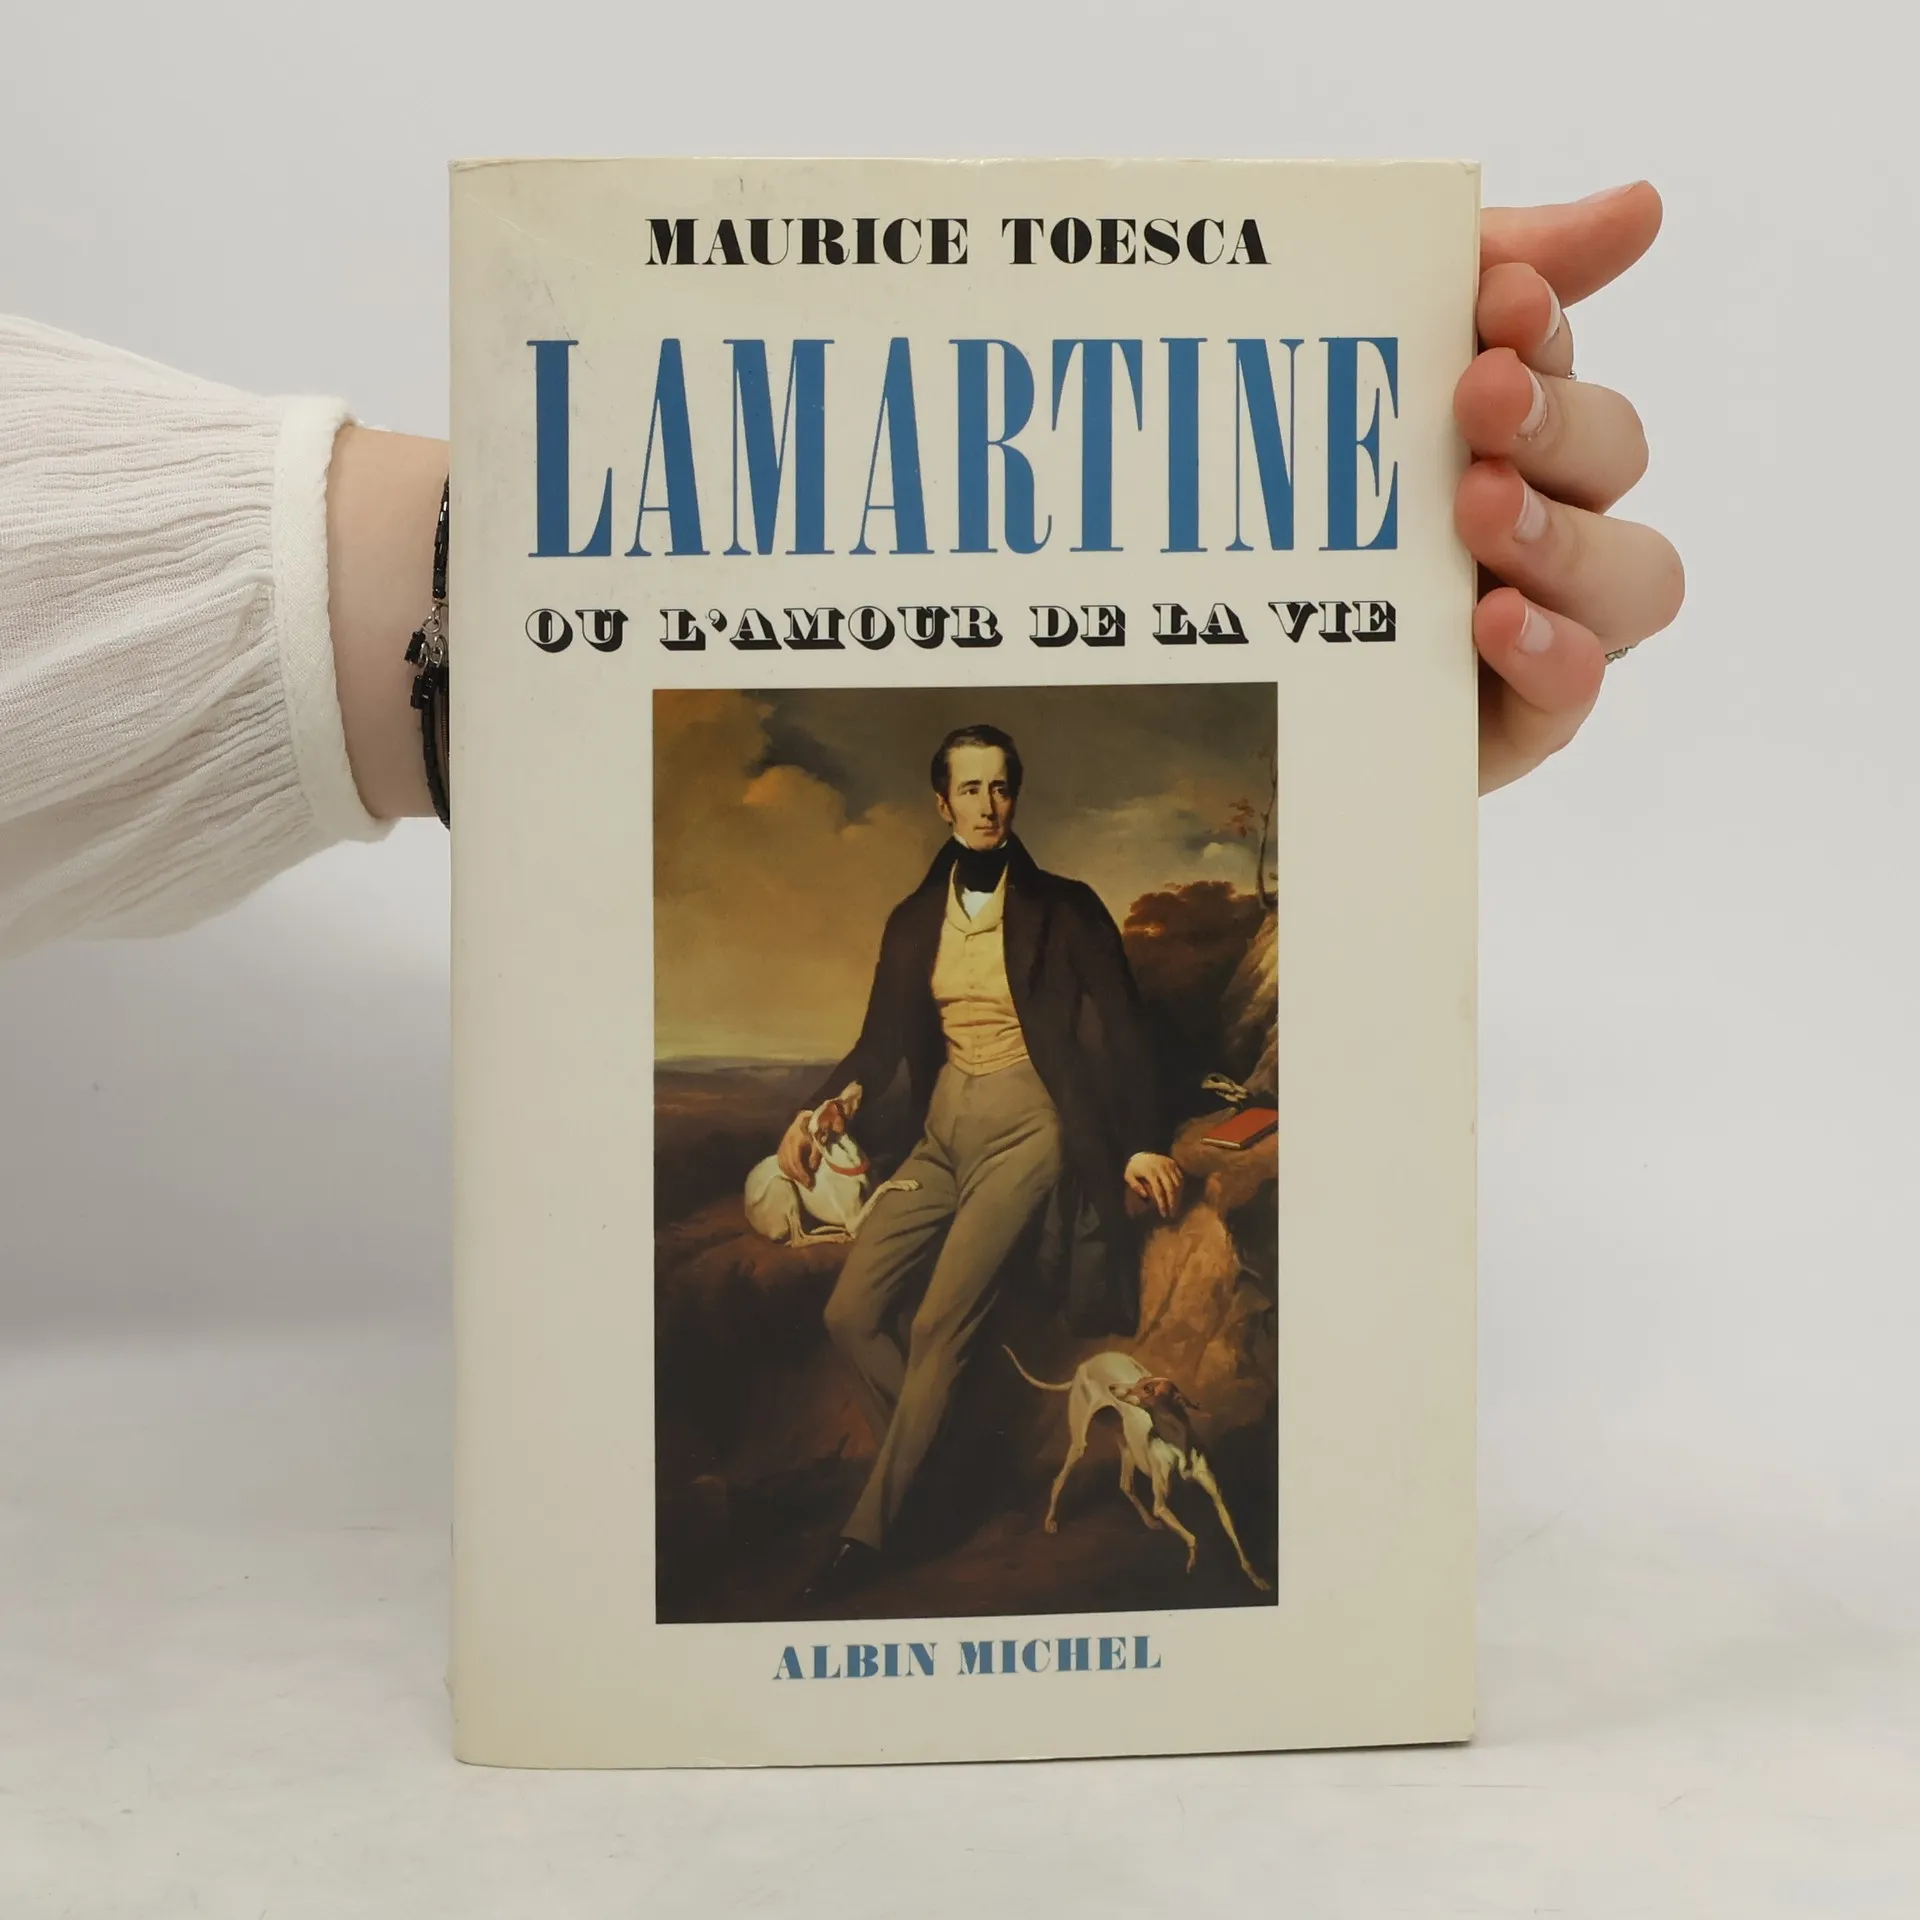 MAURICE TOESCA
LAMARTINE
OU L'AMOUR DE LA VIE
ALBIN MICHEL